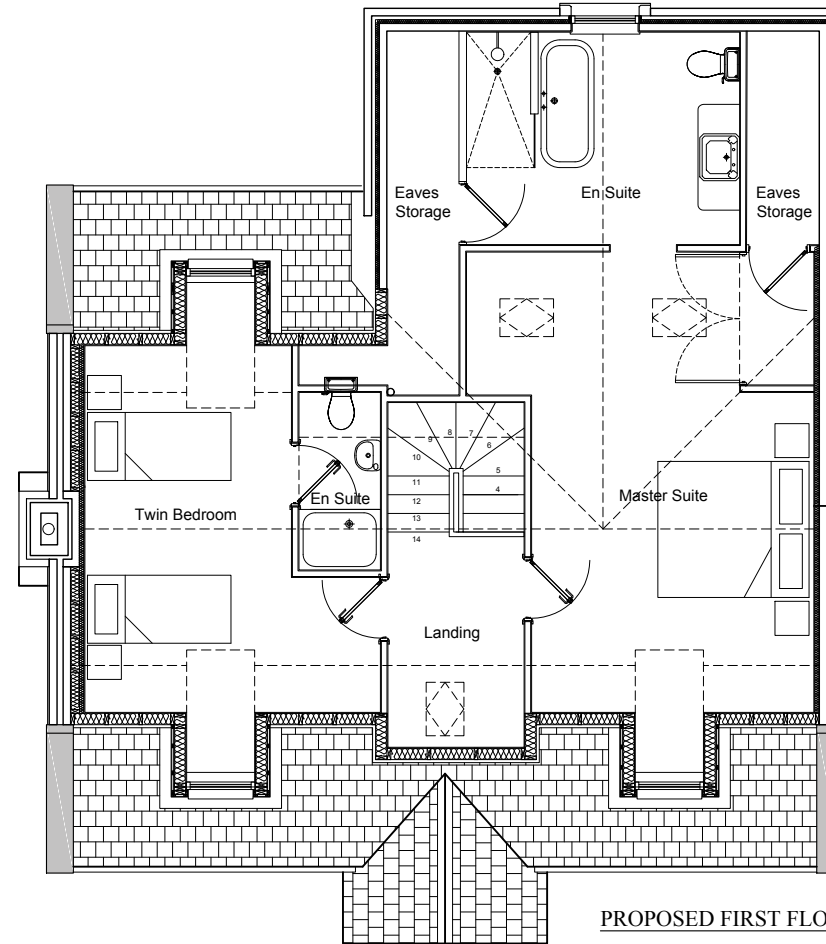 Eaves
Storage
En Suite
Eaves
Storage
8
7
9
6
10
5
11
4
12
13
14
En Suite
Master Suite
Twin Bedroom
Landing
PROPOSED FIRST FLO